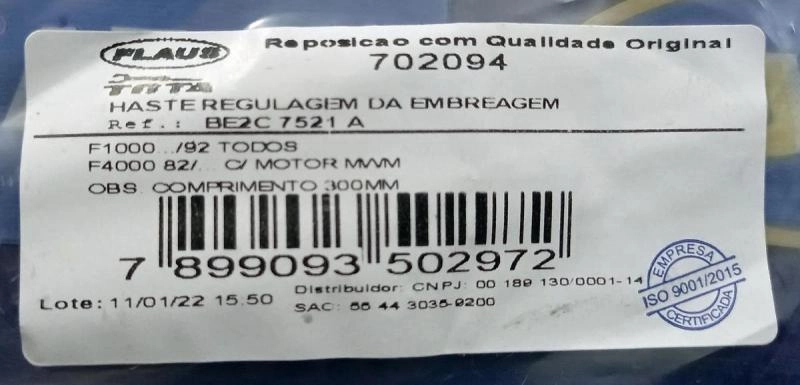 PLAUS
Reposicao com Qualidade Original
702094
HASTE REGULAGEM DA EMBREAGEM
Ref.: BE2C 7521 A
F1000 .../92 TODOS
F4000 82/... C/ MOTOR MWM
OBS. COMPRIMENTO 300MM
7 899093 502972
Distribuidor: CNPJ: 00 189 130/0001-14
Lote: 11/01/22 15.50
SAC: 55 44 3035-9200
EMPRESA
ISO 9001/2015
CERTIFICADA